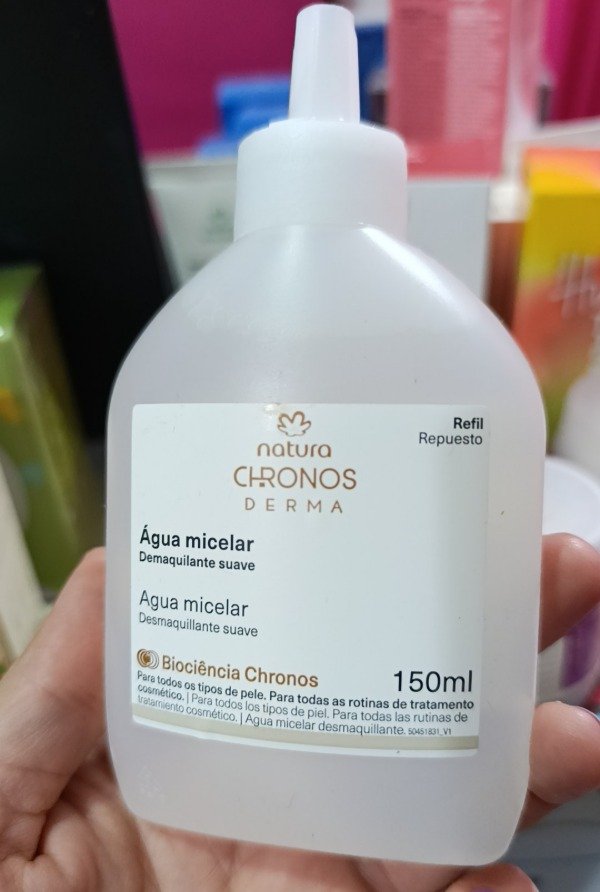 Refil
Repuesto
natura
CHRONOS
DERMA
Água micelar
Demaquilante suave
Agua micelar
Desmaquillante suave
Biociência Chronos
150ml
Para todos os tipos de pele. Para todas as rotinas de tratamento
cosmético. | Para todos los tipos de piel. Para todas las rutinas de
tratamiento cosmético. | Agua micelar desmaquillante. 50451831_V1